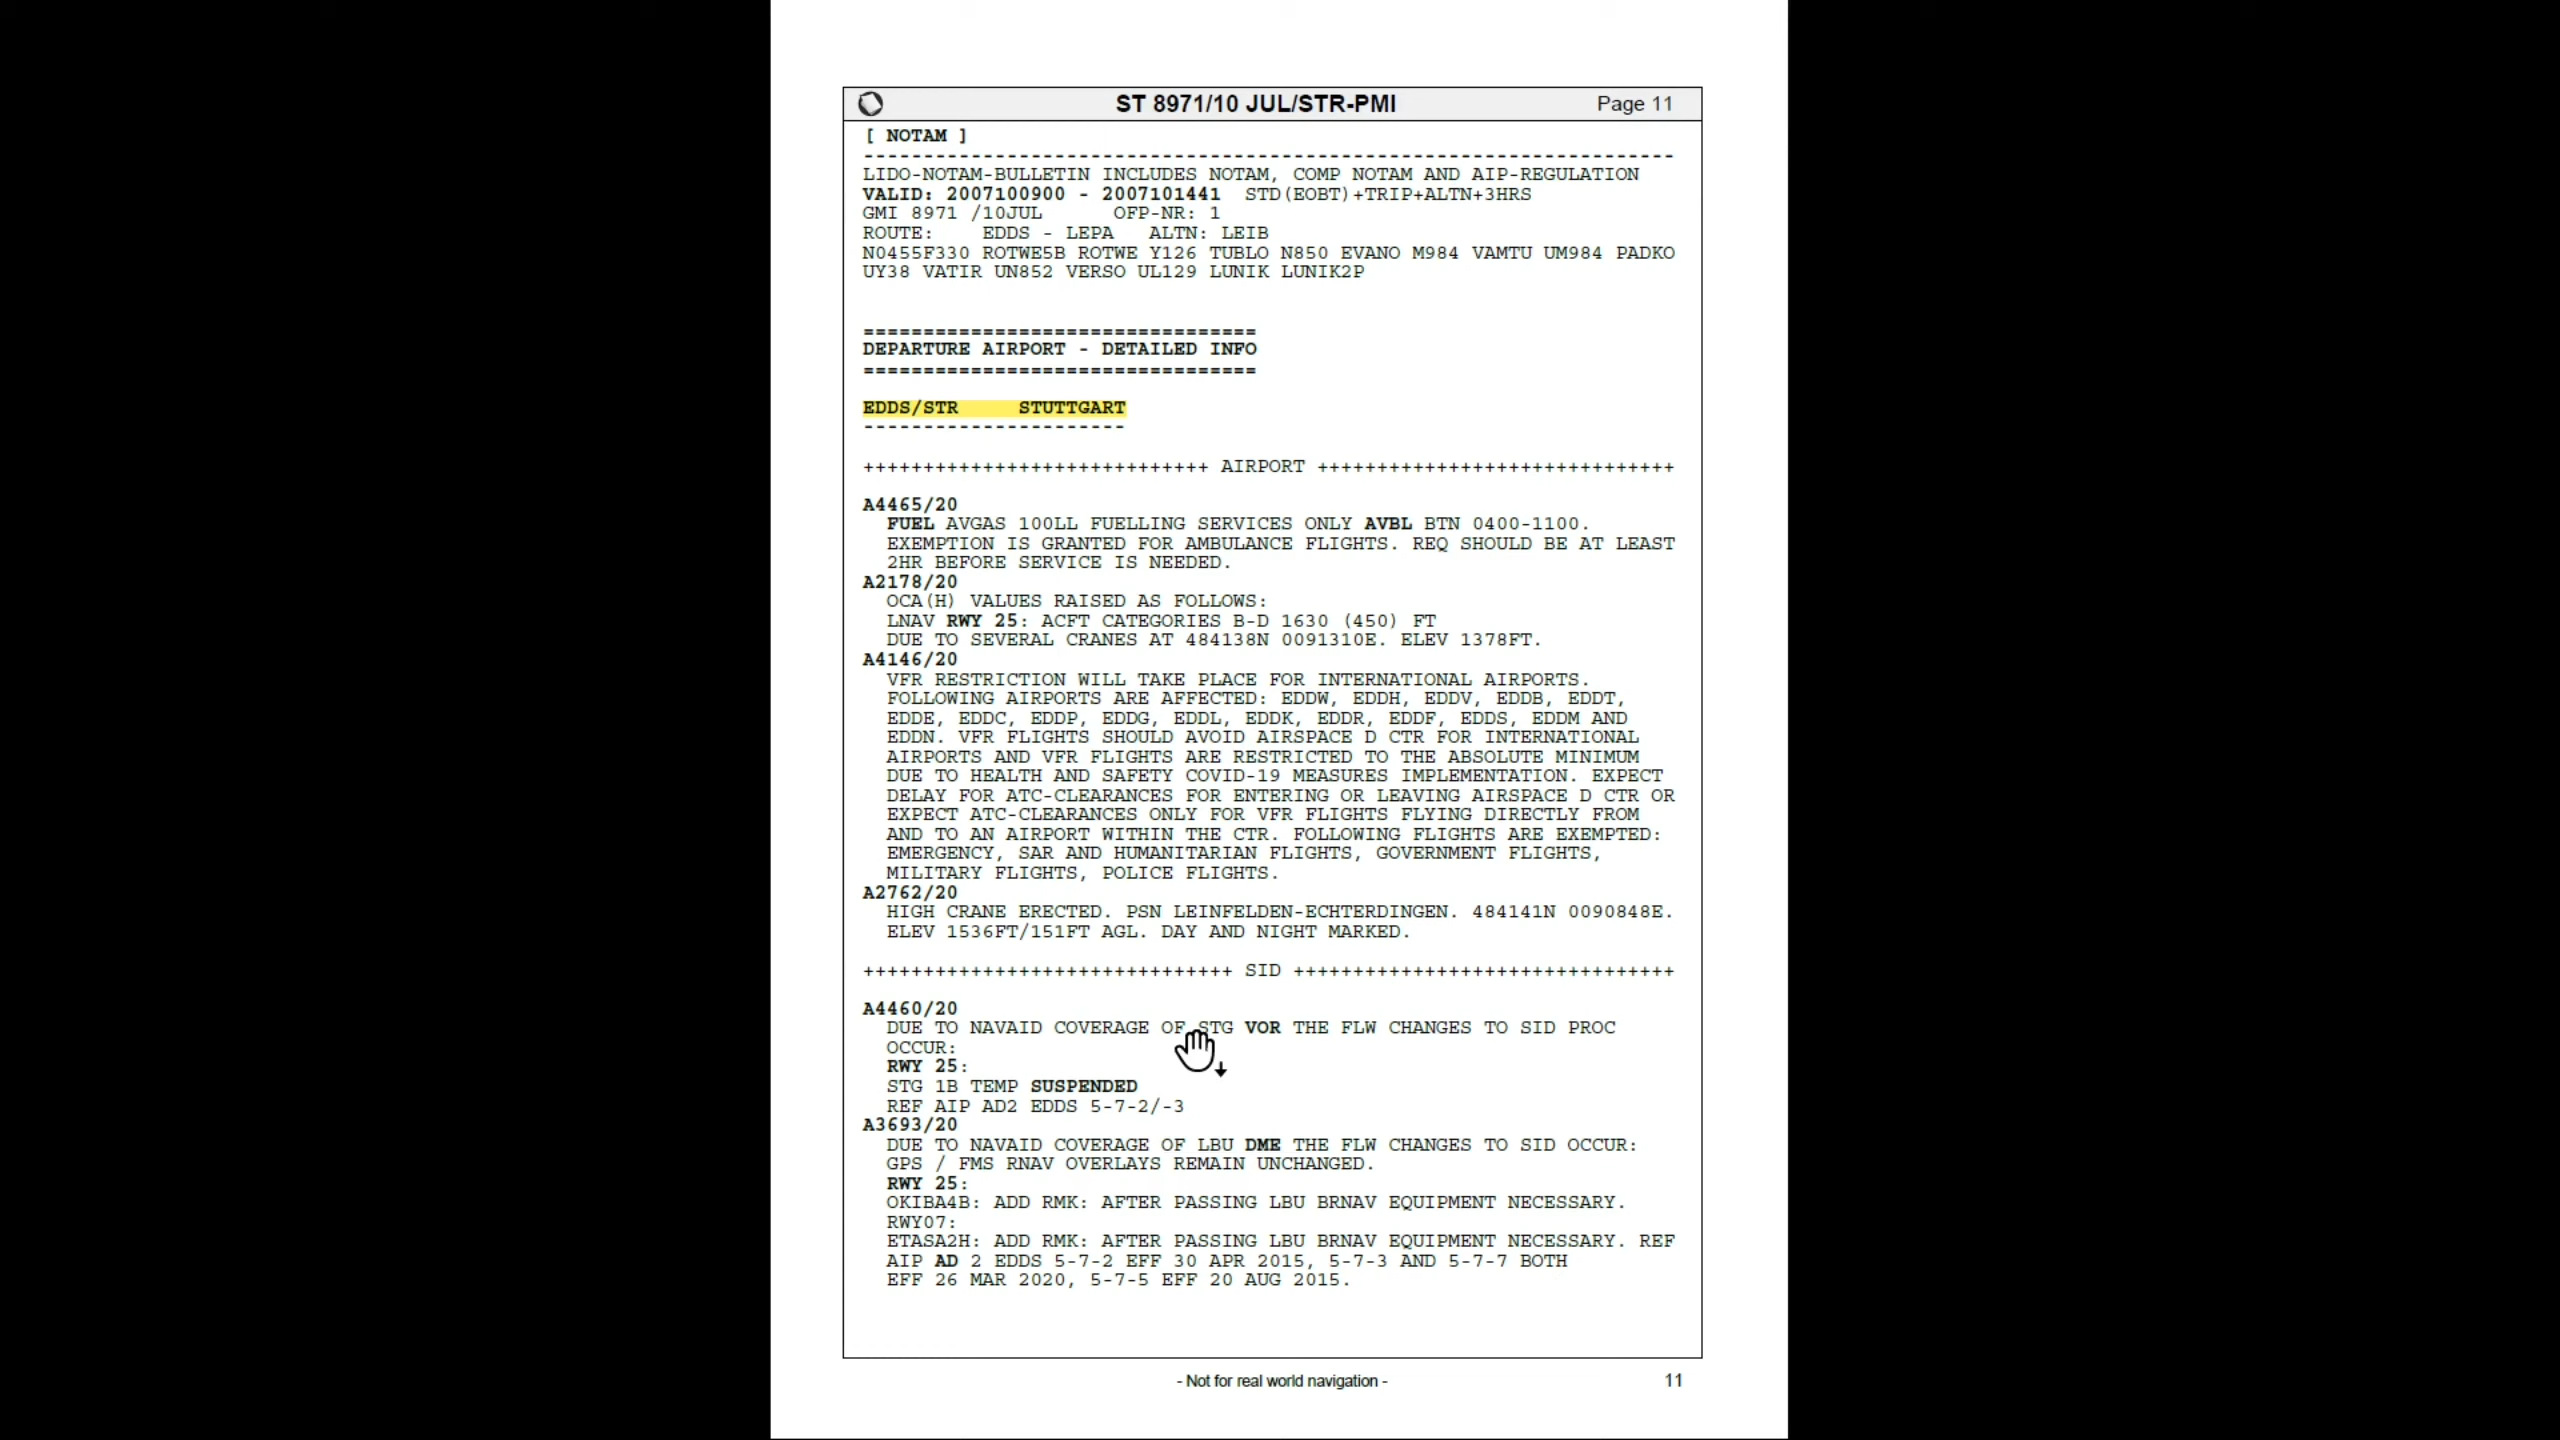 ST 8971/10 JUL/STR-PMI Page 11
[ NOTAM ]
--------------------------------------------------------------------
LIDO-NOTAM-BULLETIN INCLUDES NOTAM, COMP NOTAM AND AIP-REGULATION
VALID: 2007100900 - 2007101441 STD(EOBT)+TRIP+ALTN+3HRS
GMI 8971 /10JUL OFP-NR: 1
ROUTE: EDDS - LEPA ALTN: LEIB
N0455F330 ROTWE5B ROTWE Y126 TUBLO N850 EVANO M984 VAMTU UM984 PADKO
UY38 VATIR UN852 VERSO UL129 LUNIK LUNIK2P
=================================
DEPARTURE AIRPORT - DETAILED INFO
=================================
EDDS/STR STUTTGART
----------------------
+++++++++++++++++++++++++++++ AIRPORT ++++++++++++++++++++++++++++++
A4465/20
FUEL AVGAS 100LL FUELLING SERVICES ONLY AVBL BTN 0400-1100.
EXEMPTION IS GRANTED FOR AMBULANCE FLIGHTS. REQ SHOULD BE AT LEAST
2HR BEFORE SERVICE IS NEEDED.
A2178/20
OCA(H) VALUES RAISED AS FOLLOWS:
LNAV RWY 25: ACFT CATEGORIES B-D 1630 (450) FT
DUE TO SEVERAL CRANES AT 484138N 0091310E. ELEV 1378FT.
A4146/20
VFR RESTRICTION WILL TAKE PLACE FOR INTERNATIONAL AIRPORTS.
FOLLOWING AIRPORTS ARE AFFECTED: EDDW, EDDH, EDDV, EDDB, EDDT,
EDDE, EDDC, EDDP, EDDG, EDDL, EDDK, EDDR, EDDF, EDDS, EDDM AND
EDDN. VFR FLIGHTS SHOULD AVOID AIRSPACE D CTR FOR INTERNATIONAL
AIRPORTS AND VFR FLIGHTS ARE RESTRICTED TO THE ABSOLUTE MINIMUM
DUE TO HEALTH AND SAFETY COVID-19 MEASURES IMPLEMENTATION. EXPECT
DELAY FOR ATC-CLEARANCES FOR ENTERING OR LEAVING AIRSPACE D CTR OR
EXPECT ATC-CLEARANCES ONLY FOR VFR FLIGHTS FLYING DIRECTLY FROM
AND TO AN AIRPORT WITHIN THE CTR. FOLLOWING FLIGHTS ARE EXEMPTED:
EMERGENCY, SAR AND HUMANITARIAN FLIGHTS, GOVERNMENT FLIGHTS,
MILITARY FLIGHTS, POLICE FLIGHTS.
A2762/20
HIGH CRANE ERECTED. PSN LEINFELDEN-ECHTERDINGEN. 484141N 0090848E.
ELEV 1536FT/151FT AGL. DAY AND NIGHT MARKED.
+++++++++++++++++++++++++++++++ SID ++++++++++++++++++++++++++++++++
A4460/20
DUE TO NAVAID COVERAGE OF STG VOR THE FLW CHANGES TO SID PROC
OCCUR:
RWY 25:
STG 1B TEMP SUSPENDED
REF AIP AD2 EDDS 5-7-2/-3
A3693/20
DUE TO NAVAID COVERAGE OF LBU DME THE FLW CHANGES TO SID OCCUR:
GPS / FMS RNAV OVERLAYS REMAIN UNCHANGED.
RWY 25:
OKIBA4B: ADD RMK: AFTER PASSING LBU BRNAV EQUIPMENT NECESSARY.
RWY07:
ETASA2H: ADD RMK: AFTER PASSING LBU BRNAV EQUIPMENT NECESSARY. REF
AIP AD 2 EDDS 5-7-2 EFF 30 APR 2015, 5-7-3 AND 5-7-7 BOTH
EFF 26 MAR 2020, 5-7-5 EFF 20 AUG 2015.
- Not for real world navigation - 11